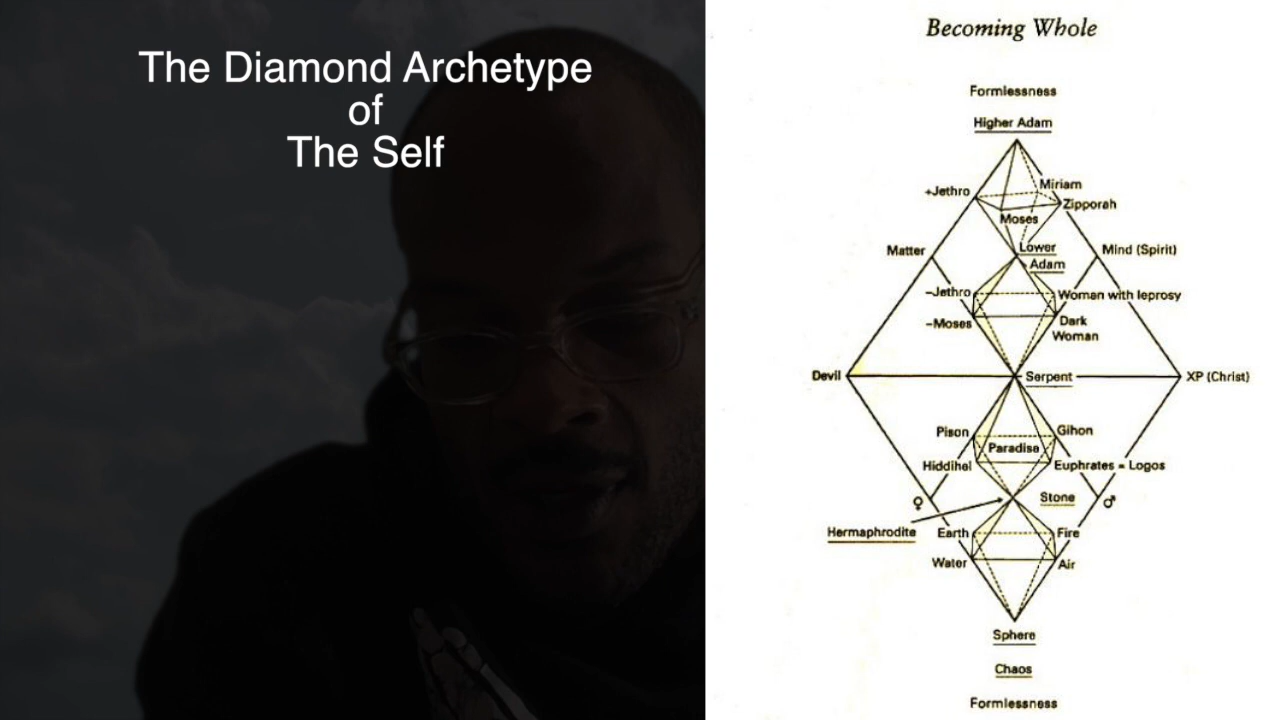 The Diamond Archetype
of
The Self
Becoming Whole
Formlessness
Higher Adam
+Jethro
Miriam
Zipporah
Moses
Matter
Lower
Adam
Mind (Spirit)
−Jethro
Woman with leprosy
−Moses
Dark
Woman
Devil
Serpent
XP (Christ)
Pison
Gihon
Paradise
Hiddihel
Euphrates = Logos
♀
Stone
♂
Hermaphrodite
Earth
Fire
Water
Air
Sphere
Chaos
Formlessness